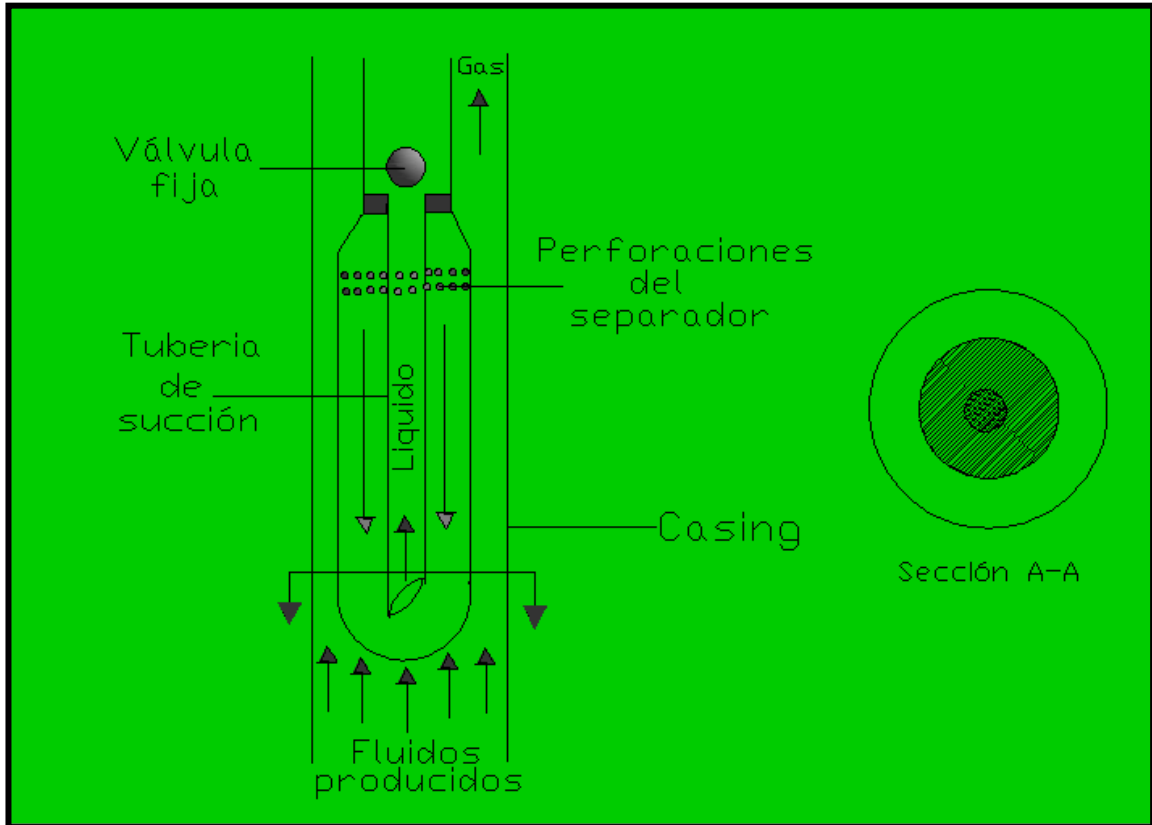 Gas
Válvula
fija
Perforaciones
del
separador
Tuberia
de
succión
Liquido
Casing
Sección A-A
Fluidos
producidos